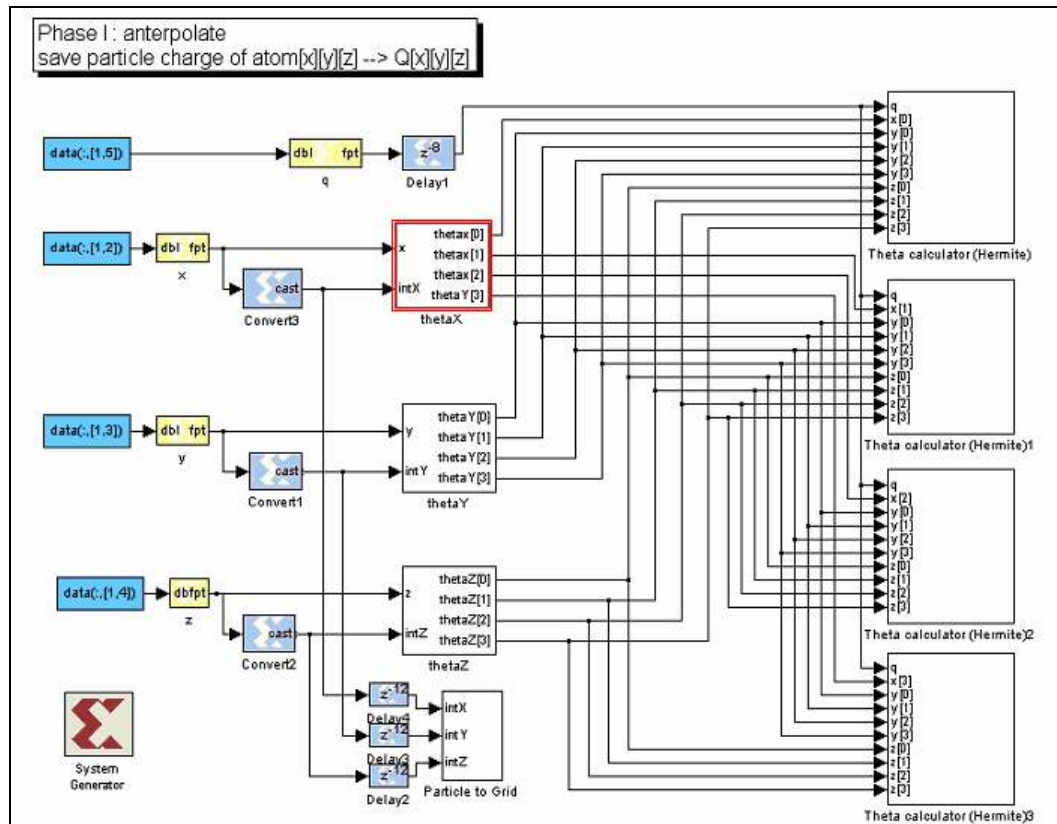 Phase I : anterpolate
save particle charge of atom[x][y][z] --> Q[x][y][z]
data(:,[1,5])
dbl fpt
q
z-8
Delay1
q
x[0]
y[0]
y[1]
y[2]
y[3]
z[0]
z[1]
z[2]
z[3]
Theta calculator (Hermite)
data(:,[1,2])
dbl fpt
x
cast
Convert3
x
intX
thetax[0]
thetax[1]
thetax[2]
thetaY[3]
thetaX
q
x[1]
y[0]
y[1]
y[2]
y[3]
z[0]
z[1]
z[2]
z[3]
Theta calculator (Hermite)1
data(:,[1,3])
dbl fpt
y
cast
Convert1
y
intY
thetaY[0]
thetaY[1]
thetaY[2]
thetaY[3]
thetaY
q
x[2]
y[0]
y[1]
y[2]
y[3]
z[0]
z[1]
z[2]
z[3]
Theta calculator (Hermite)2
data(:,[1,4])
dbfpt
z
cast
Convert2
z
intZ
thetaZ[0]
thetaZ[1]
thetaZ[2]
thetaZ[3]
thetaZ
q
x[3]
y[0]
y[1]
y[2]
y[3]
z[0]
z[1]
z[2]
z[3]
Theta calculator (Hermite)3
System
Generator
z-12
Delay4
z-12
Delay3
z-12
Delay2
intX
intY
intZ
Particle to Grid